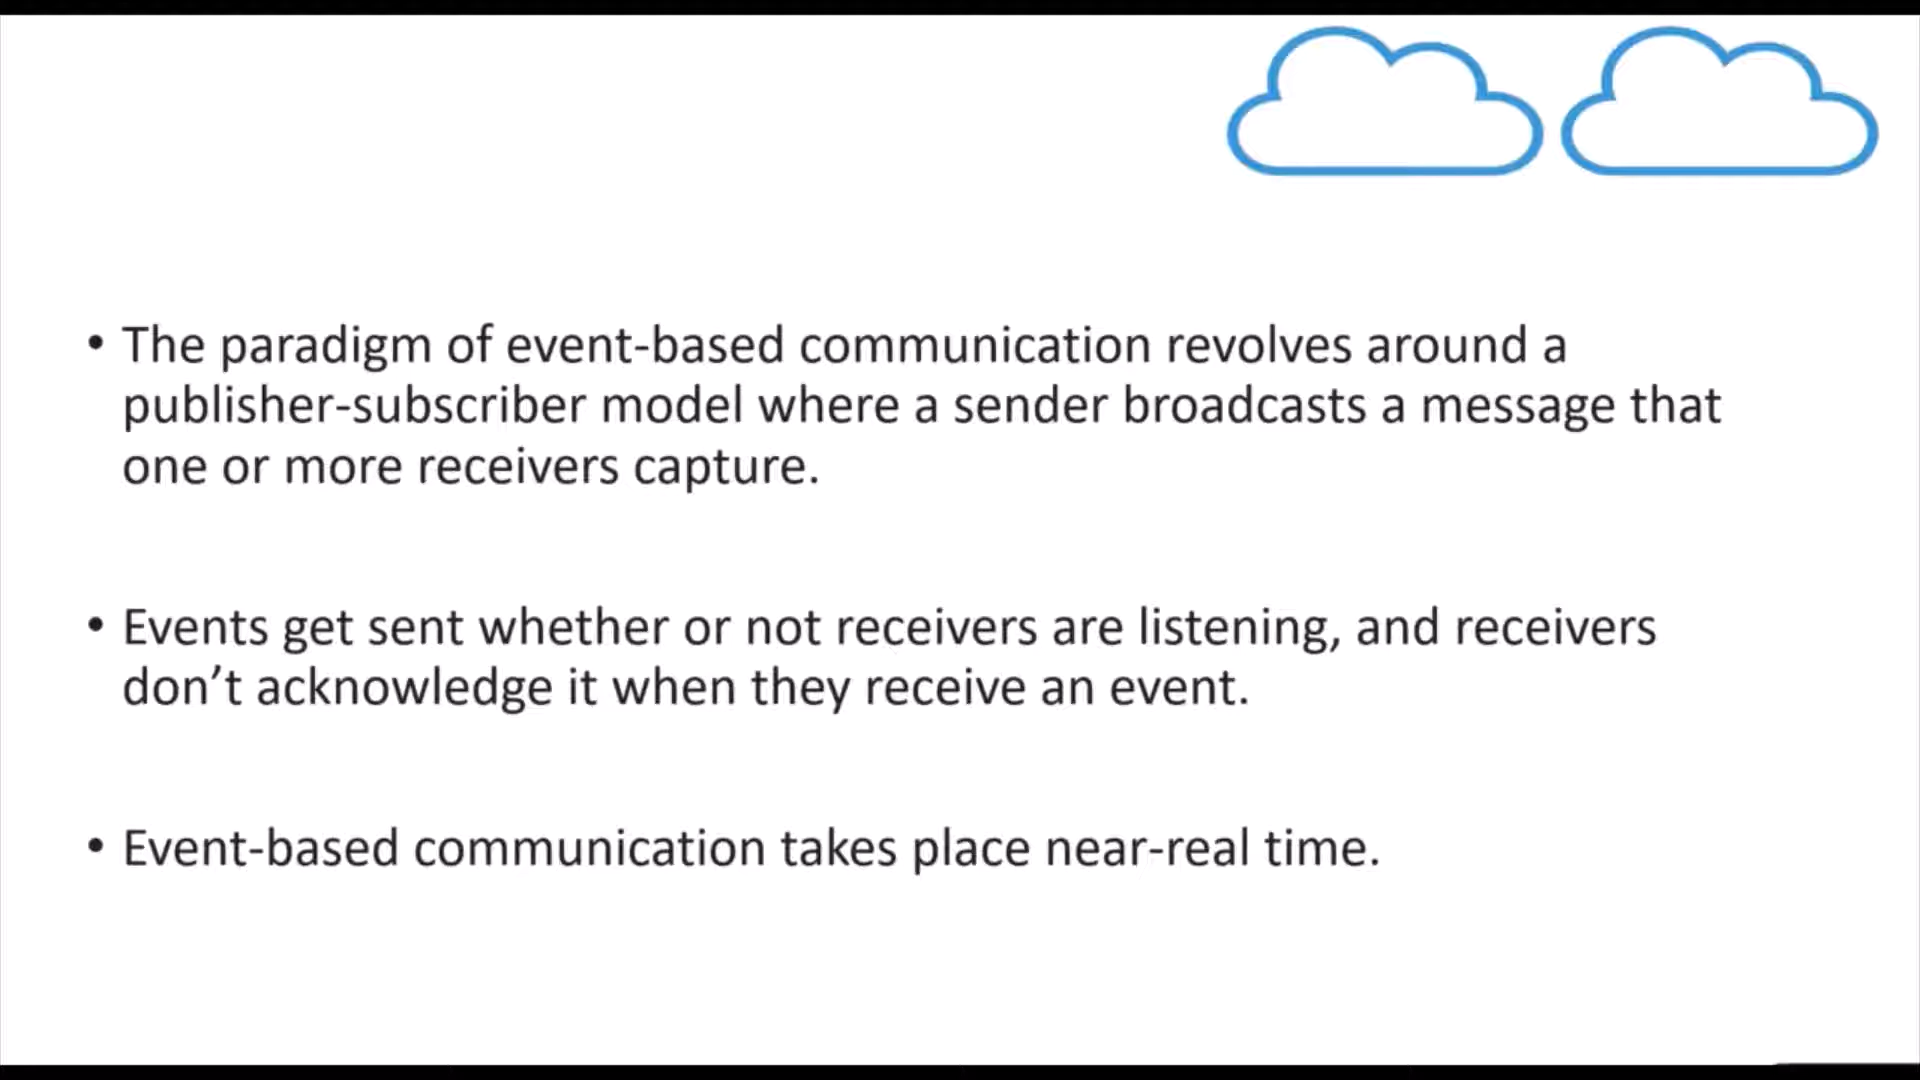 • The paradigm of event-based communication revolves around a
publisher-subscriber model where a sender broadcasts a message that
one or more receivers capture.
• Events get sent whether or not receivers are listening, and receivers
don’t acknowledge it when they receive an event.
• Event-based communication takes place near-real time.